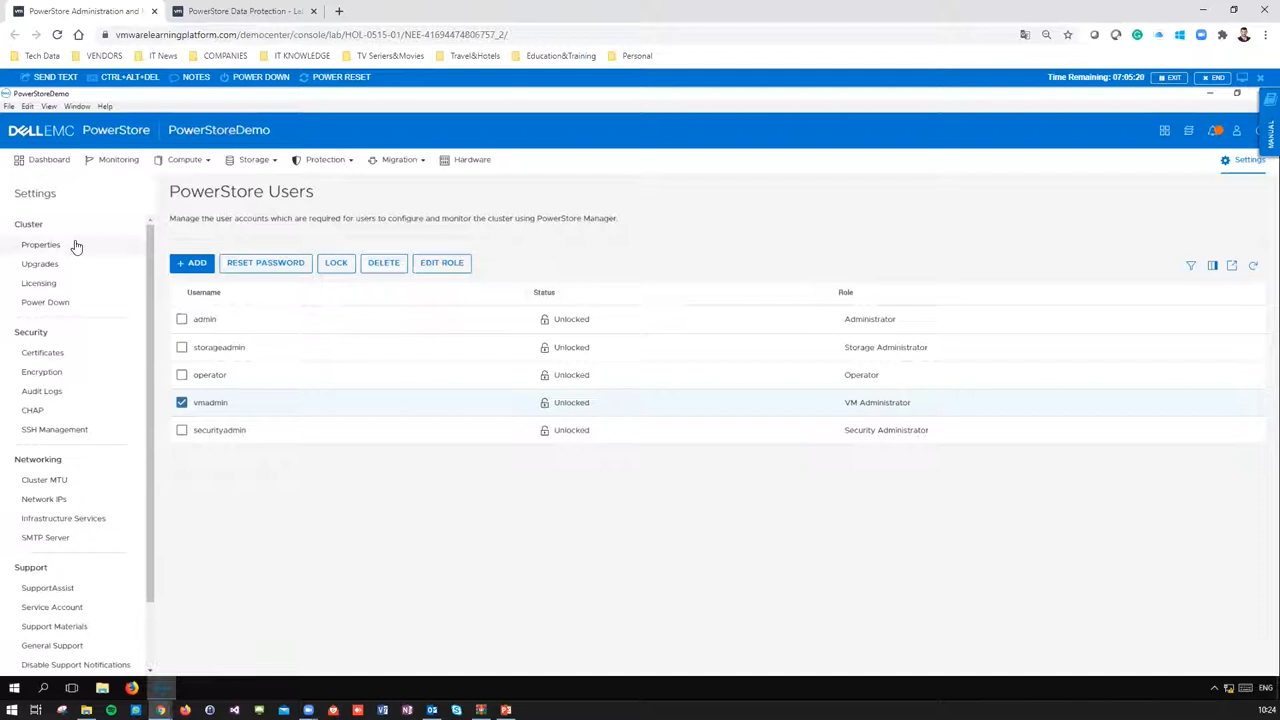 PowerStore Administration and
PowerStore Data Protection - La
vmwarelearningplatform.com/democenter/console/lab/HOL-0515-01/NEE-41694474806757_2/
Tech Data
VENDORS
IT News
COMPANIES
IT KNOWLEDGE
TV Seriers&Movies
Travel&Hotels
Education&Training
Personal
SEND TEXT
CTRL+ALT+DEL
NOTES
POWER DOWN
POWER RESET
Time Remaining: 07:05:20
EXIT
END
PowerStoreDemo
File Edit View Window Help
MANUAL
DELLEMC PowerStore
PowerStoreDemo
Dashboard
Monitoring
Compute
Storage
Protection
Migration
Hardware
Settings
Settings
Cluster
Properties
Upgrades
Licensing
Power Down
Security
Certificates
Encryption
Audit Logs
CHAP
SSH Management
Networking
Cluster MTU
Network IPs
Infrastructure Services
SMTP Server
Support
SupportAssist
Service Account
Support Materials
General Support
Disable Support Notifications
PowerStore Users
Manage the user accounts which are required for users to configure and monitor the cluster using PowerStore Manager.
+ ADD
RESET PASSWORD
LOCK
DELETE
EDIT ROLE
Username Status Role
admin Unlocked Administrator
storageadmin Unlocked Storage Administrator
operator Unlocked Operator
vmadmin Unlocked VM Administrator
securityadmin Unlocked Security Administrator
ENG
10:24